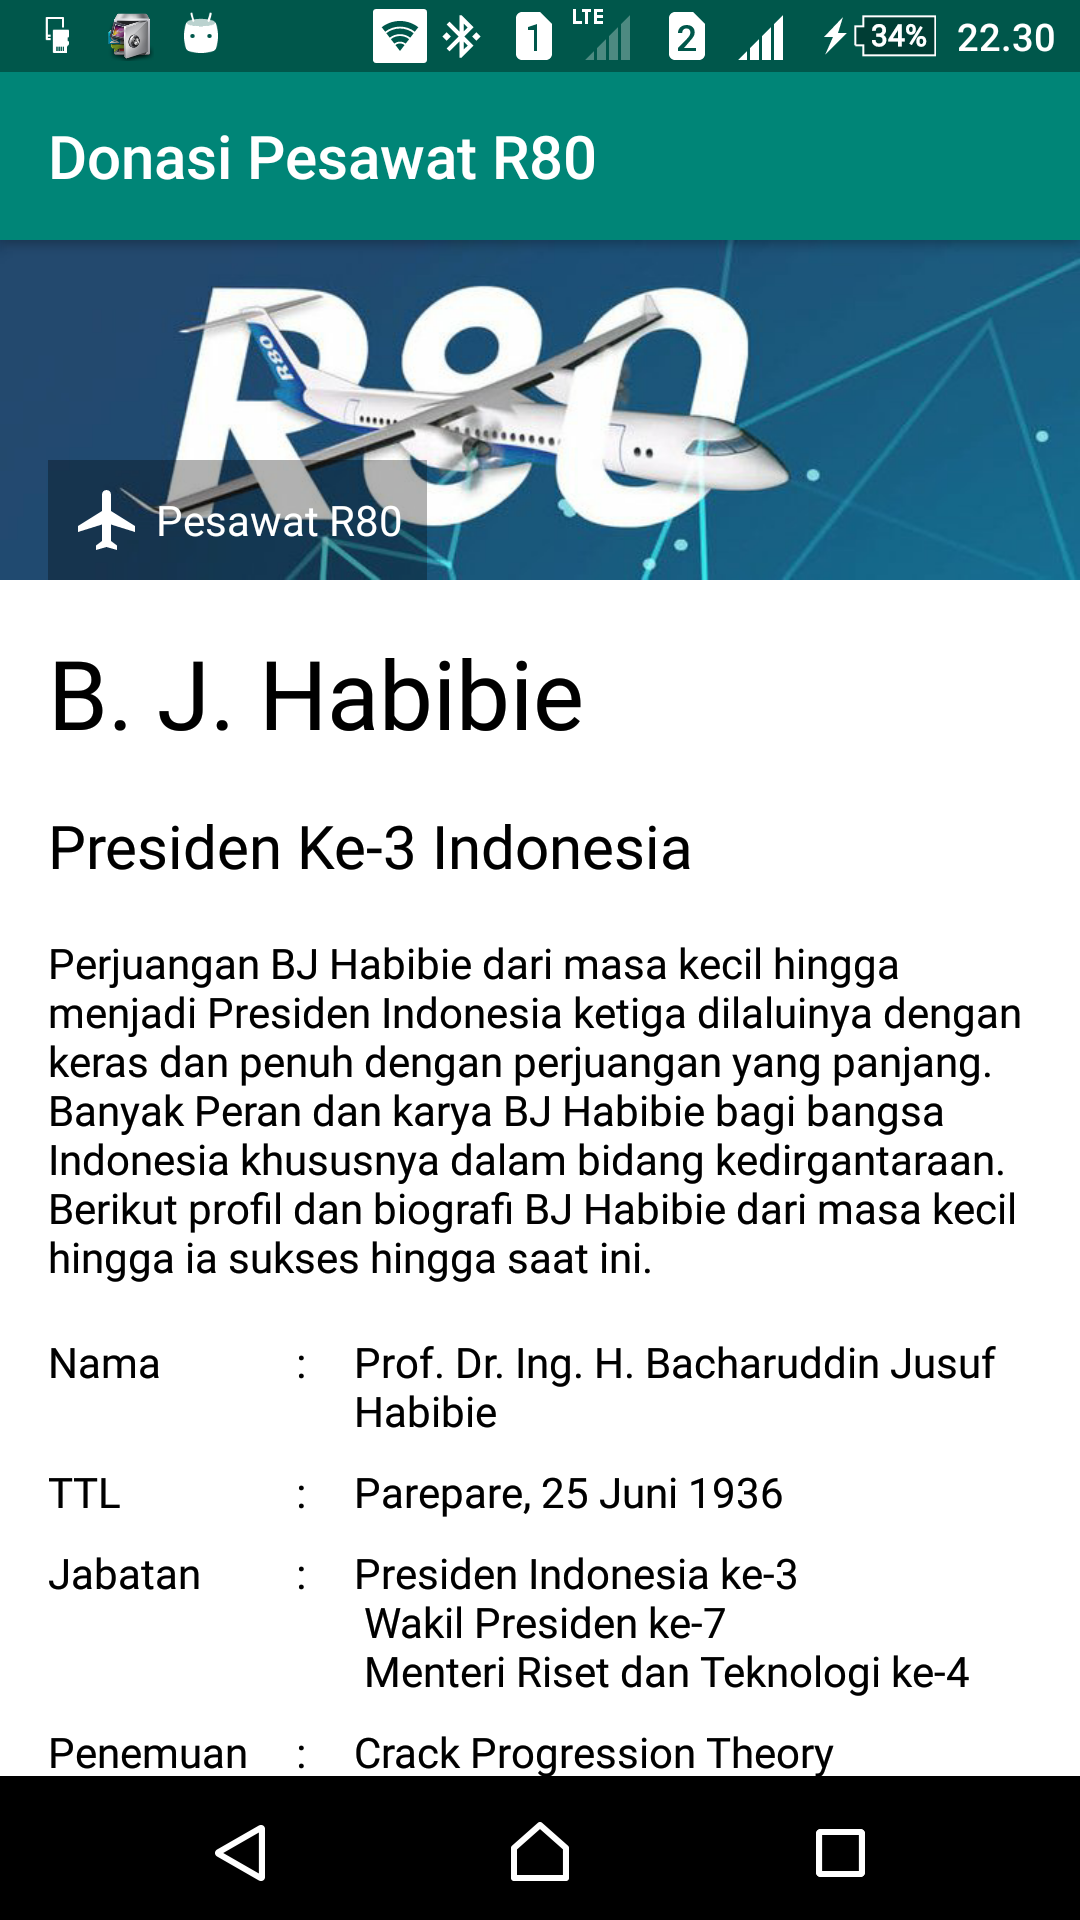 1
LTE
2
34%
22.30
Donasi Pesawat R80
R80
R80
Pesawat R80
B. J. Habibie
Presiden Ke-3 Indonesia
Perjuangan BJ Habibie dari masa kecil hingga
menjadi Presiden Indonesia ketiga dilaluinya dengan
keras dan penuh dengan perjuangan yang panjang.
Banyak Peran dan karya BJ Habibie bagi bangsa
Indonesia khususnya dalam bidang kedirgantaraan.
Berikut profil dan biografi BJ Habibie dari masa kecil
hingga ia sukses hingga saat ini.
Nama : Prof. Dr. Ing. H. Bacharuddin Jusuf
Habibie
TTL : Parepare, 25 Juni 1936
Jabatan : Presiden Indonesia ke-3
Wakil Presiden ke-7
Menteri Riset dan Teknologi ke-4
Penemuan : Crack Progression Theory